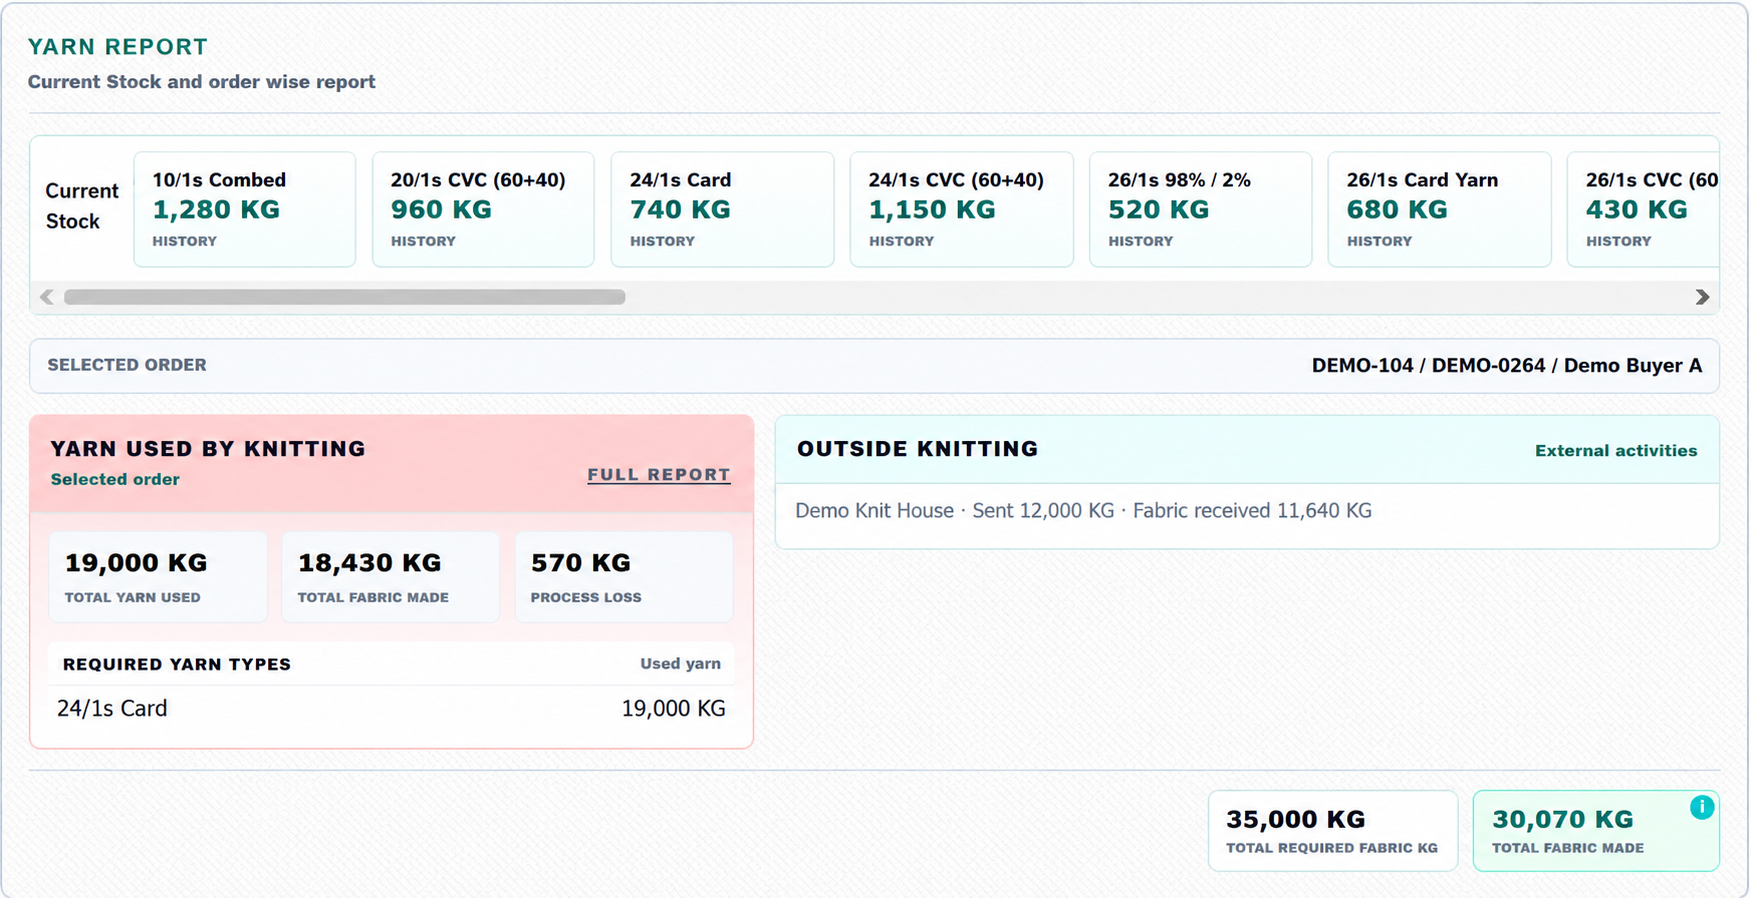 YARN REPORT
Current Stock and order wise report
Current
Stock
10/1s Combed
1,280 KG
HISTORY
20/1s CVC (60+40)
960 KG
HISTORY
24/1s Card
740 KG
HISTORY
24/1s CVC (60+40)
1,150 KG
HISTORY
26/1s 98% / 2%
520 KG
HISTORY
26/1s Card Yarn
680 KG
HISTORY
26/1s CVC (60
430 KG
HISTORY
SELECTED ORDER
DEMO-104 / DEMO-0264 / Demo Buyer A
YARN USED BY KNITTING
Selected order
FULL REPORT
19,000 KG
TOTAL YARN USED
18,430 KG
TOTAL FABRIC MADE
570 KG
PROCESS LOSS
REQUIRED YARN TYPES
Used yarn
24/1s Card
19,000 KG
OUTSIDE KNITTING
External activities
Demo Knit House · Sent 12,000 KG · Fabric received 11,640 KG
35,000 KG
TOTAL REQUIRED FABRIC KG
30,070 KG
TOTAL FABRIC MADE
i